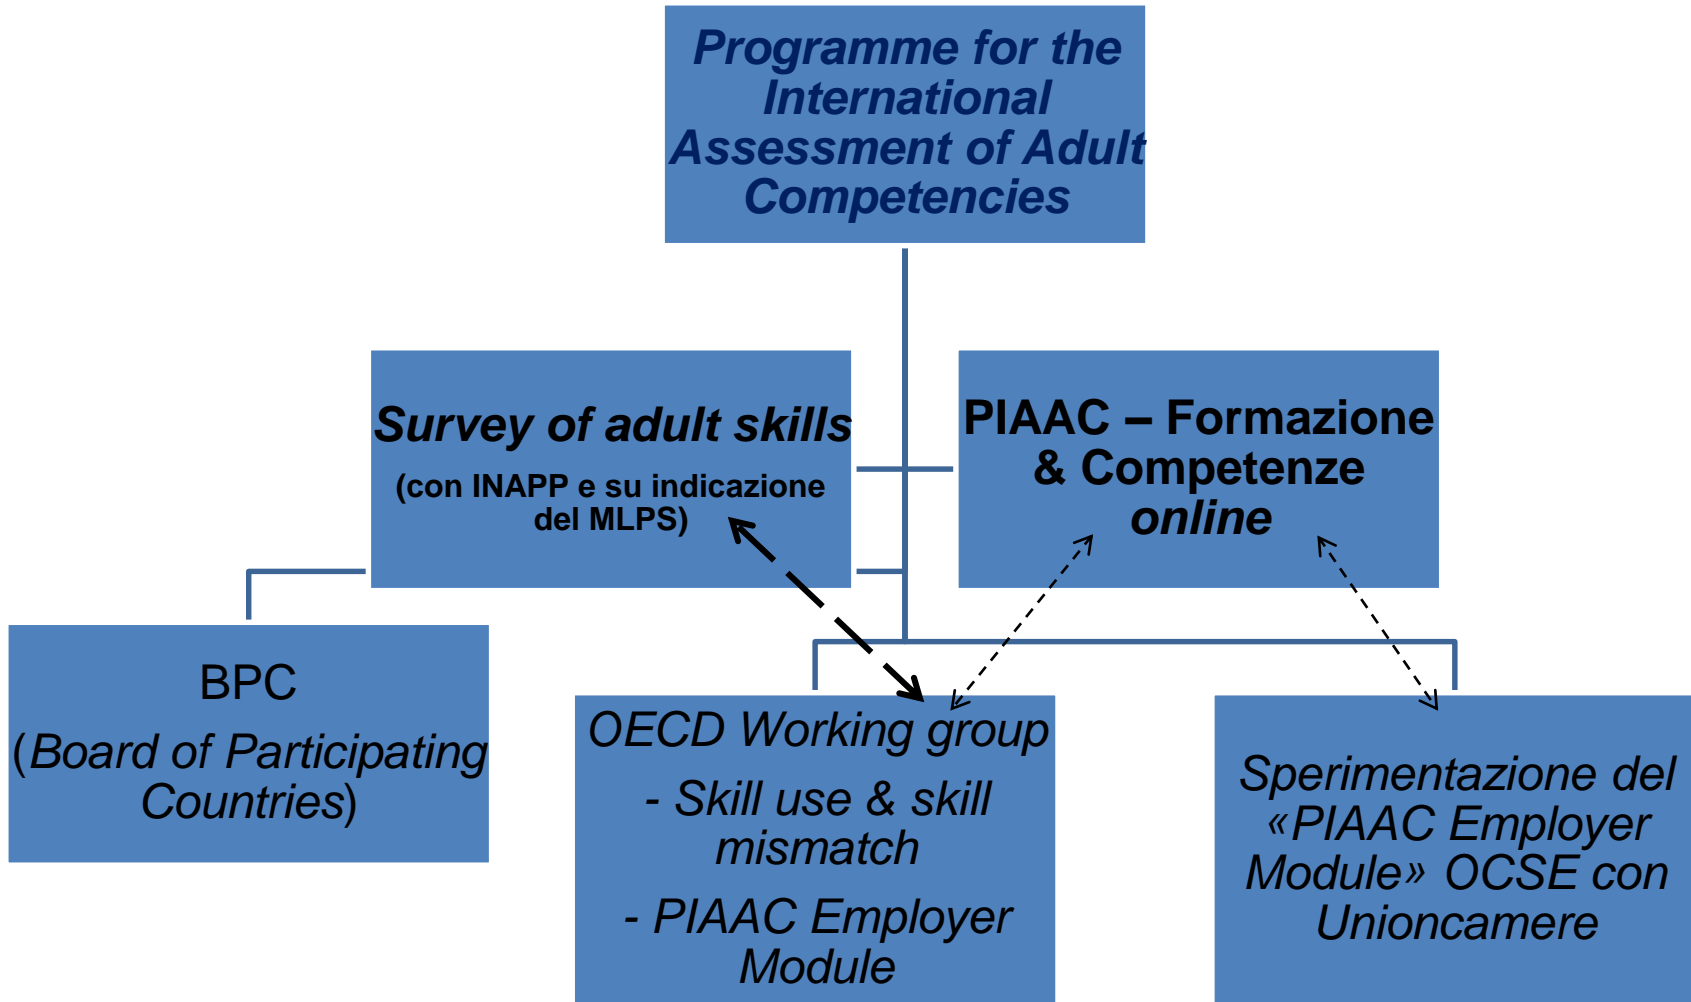 Programme for the
International
Assessment of Adult
Competencies
Survey of adult skills
(con INAPP e su indicazione
del MLPS)
PIAAC – Formazione
& Competenze
online
BPC
(Board of Participating
Countries)
OECD Working group
- Skill use & skill
mismatch
- PIAAC Employer
Module
Sperimentazione del
«PIAAC Employer
Module» OCSE con
Unioncamere